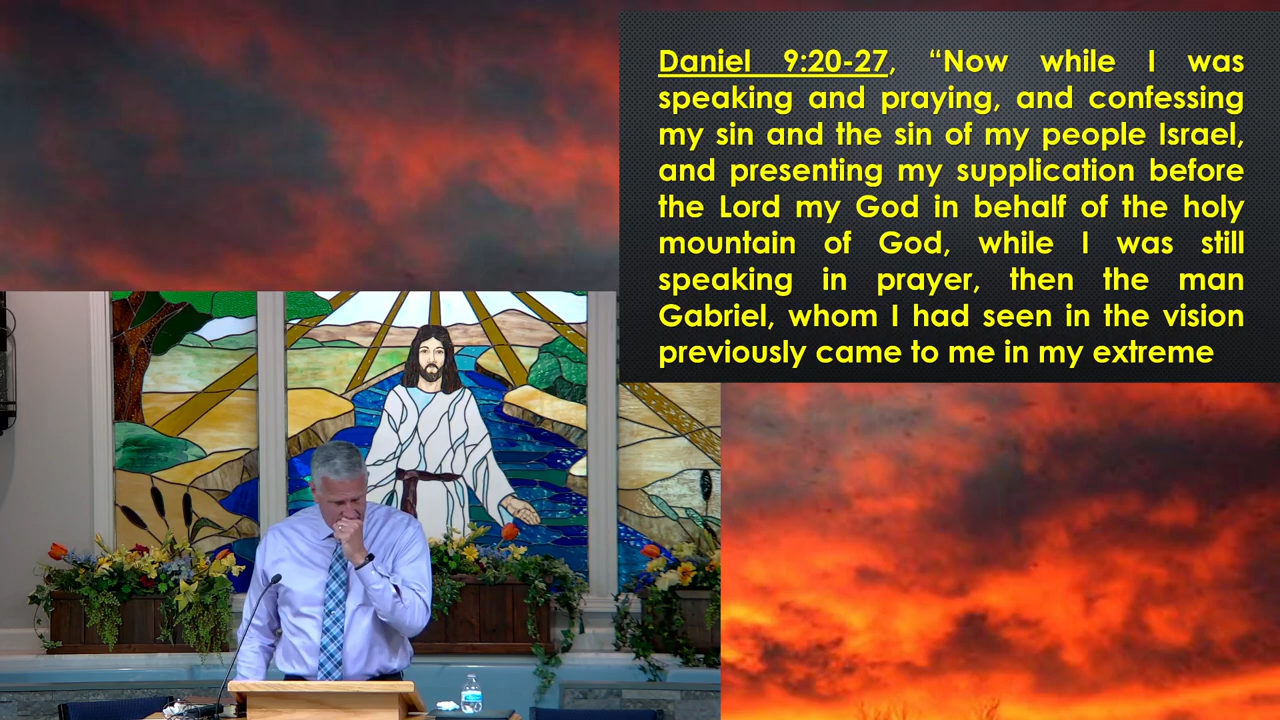 Daniel 9:20-27, “Now while I was
speaking and praying, and confessing
my sin and the sin of my people Israel,
and presenting my supplication before
the Lord my God in behalf of the holy
mountain of God, while I was still
speaking in prayer, then the man
Gabriel, whom I had seen in the vision
previously came to me in my extreme